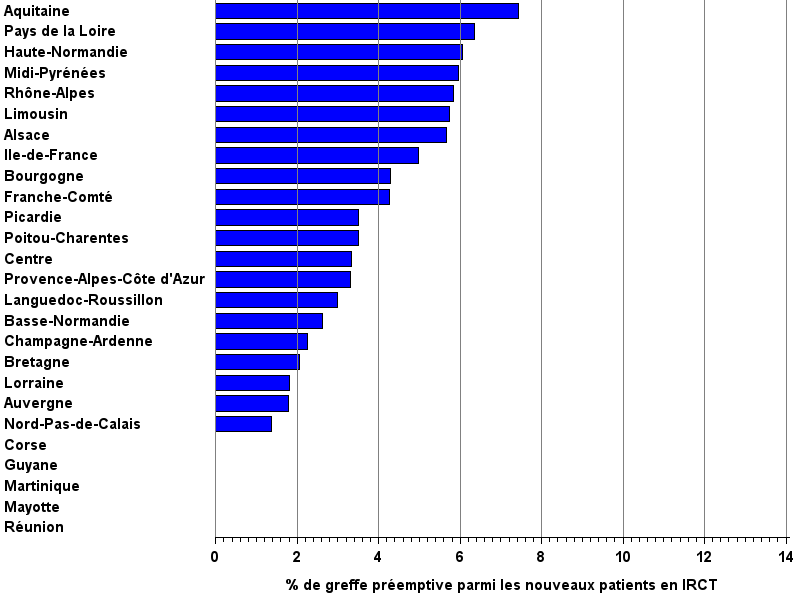 Aquitaine
Pays de la Loire
Haute-Normandie
Midi-Pyrénées
Rhône-Alpes
Limousin
Alsace
Ile-de-France
Bourgogne
Franche-Comté
Picardie
Poitou-Charentes
Centre
Provence-Alpes-Côte d'Azur
Languedoc-Roussillon
Basse-Normandie
Champagne-Ardenne
Bretagne
Lorraine
Auvergne
Nord-Pas-de-Calais
Corse
Guyane
Martinique
Mayotte
Réunion
0 2 4 6 8 10 12 14
% de greffe préemptive parmi les nouveaux patients en IRCT